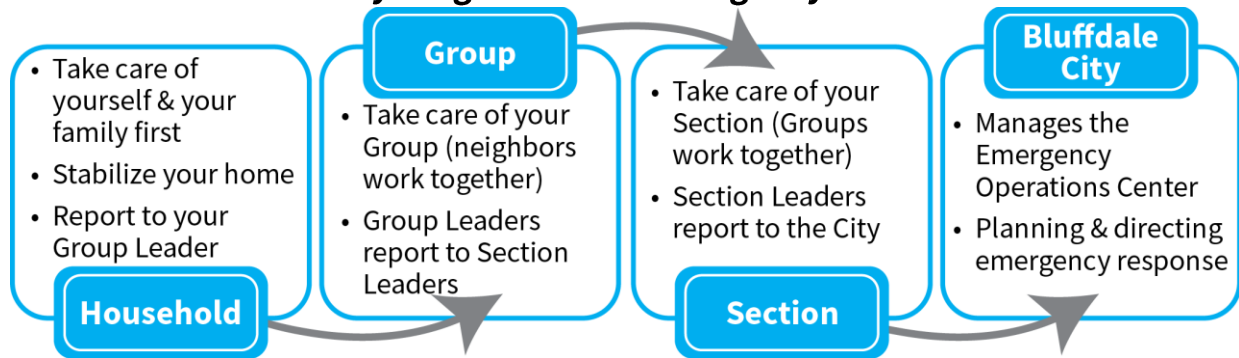 • Take care of
yourself & your
family first
• Stabilize your home
• Report to your
Group Leader
Household
Group
• Take care of your
Group (neighbors
work together)
• Group Leaders
report to Section
Leaders
• Take care of your
Section (Groups
work together)
• Section Leaders
report to the City
Section
Bluffdale
City
• Manages the
Emergency
Operations Center
• Planning & directing
emergency response